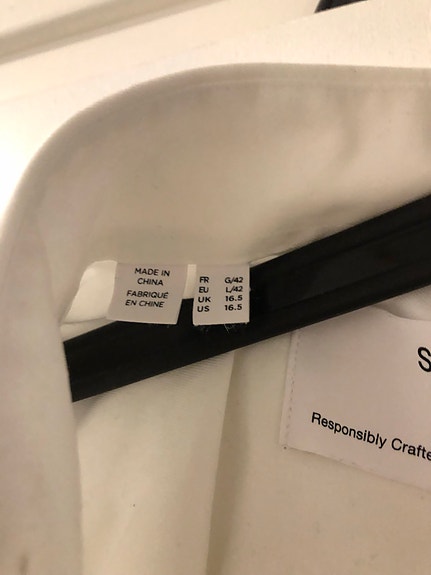 MADE IN
CHINA
FABRIQUÉ
EN CHINE
FR G/42
EU L/42
UK 16.5
US 16.5
S
Responsibly Crafte